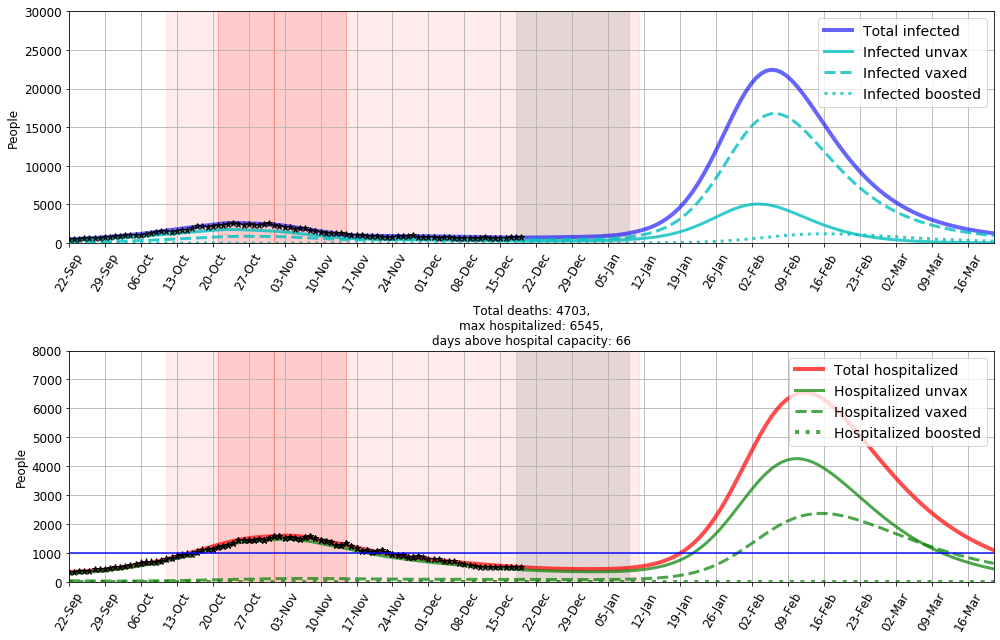 30000
25000
20000
15000
10000
5000
0
People
Total infected
Infected unvax
Infected vaxed
Infected boosted
22-Sep
29-Sep
06-Oct
13-Oct
20-Oct
27-Oct
03-Nov
10-Nov
17-Nov
24-Nov
01-Dec
08-Dec
15-Dec
22-Dec
29-Dec
05-Jan
12-Jan
19-Jan
26-Jan
02-Feb
09-Feb
16-Feb
23-Feb
02-Mar
09-Mar
16-Mar
Total deaths: 4703,
max hospitalized: 6545,
days above hospital capacity: 66
8000
7000
6000
5000
4000
3000
2000
1000
0
People
Total hospitalized
Hospitalized unvax
Hospitalized vaxed
Hospitalized boosted
22-Sep
29-Sep
06-Oct
13-Oct
20-Oct
27-Oct
03-Nov
10-Nov
17-Nov
24-Nov
01-Dec
08-Dec
15-Dec
22-Dec
29-Dec
05-Jan
12-Jan
19-Jan
26-Jan
02-Feb
09-Feb
16-Feb
23-Feb
02-Mar
09-Mar
16-Mar